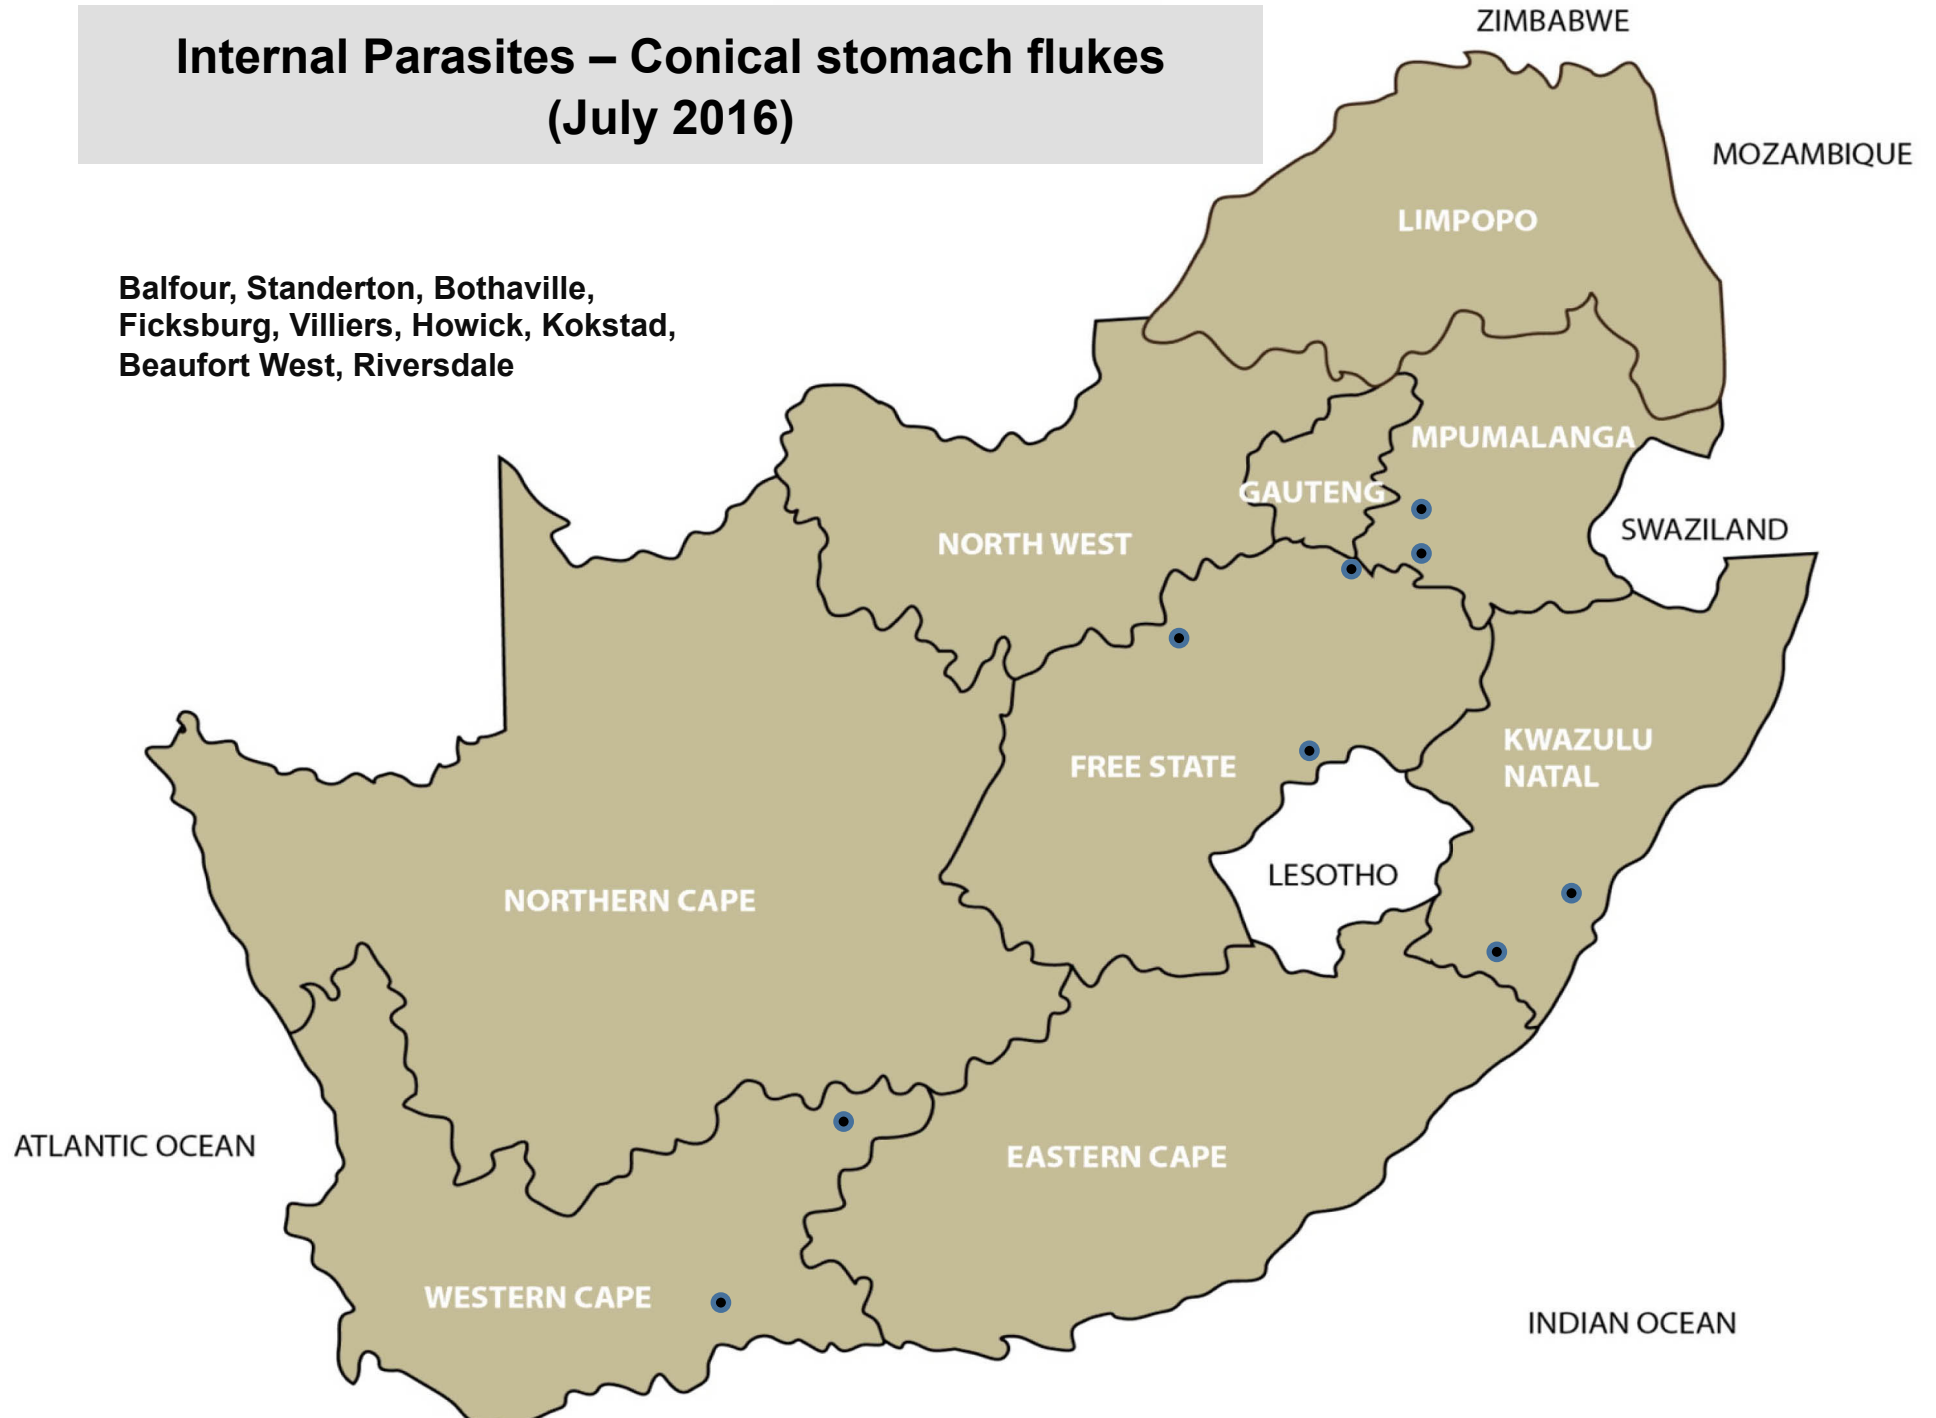 Internal Parasites – Conical stomach flukes
(July 2016)
ZIMBABWE
MOZAMBIQUE
LIMPOPO
Balfour, Standerton, Bothaville,
Ficksburg, Villiers, Howick, Kokstad,
Beaufort West, Riversdale
MPUMALANGA
GAUTENG
SWAZILAND
NORTH WEST
KWAZULU
NATAL
FREE STATE
LESOTHO
NORTHERN CAPE
ATLANTIC OCEAN
EASTERN CAPE
WESTERN CAPE
INDIAN OCEAN